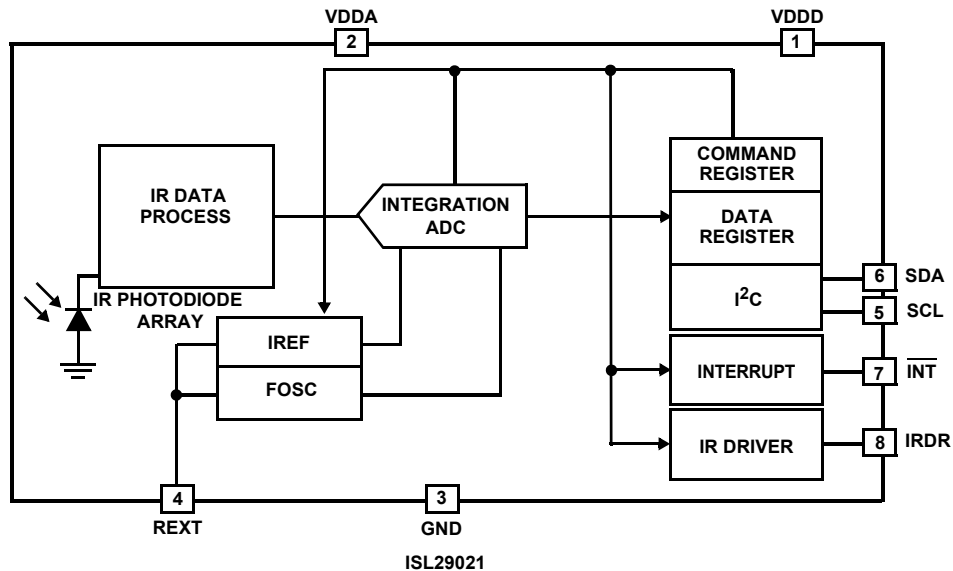 VDDA
VDDD
2
1
COMMAND
REGISTER
IR DATA
PROCESS
INTEGRATION
ADC
DATA
REGISTER
I²C
6 SDA
5 SCL
IR PHOTODIODE
ARRAY
IREF
FOSC
INTERRUPT
7 INT
IR DRIVER
8 IRDR
4
3
REXT
GND
ISL29021